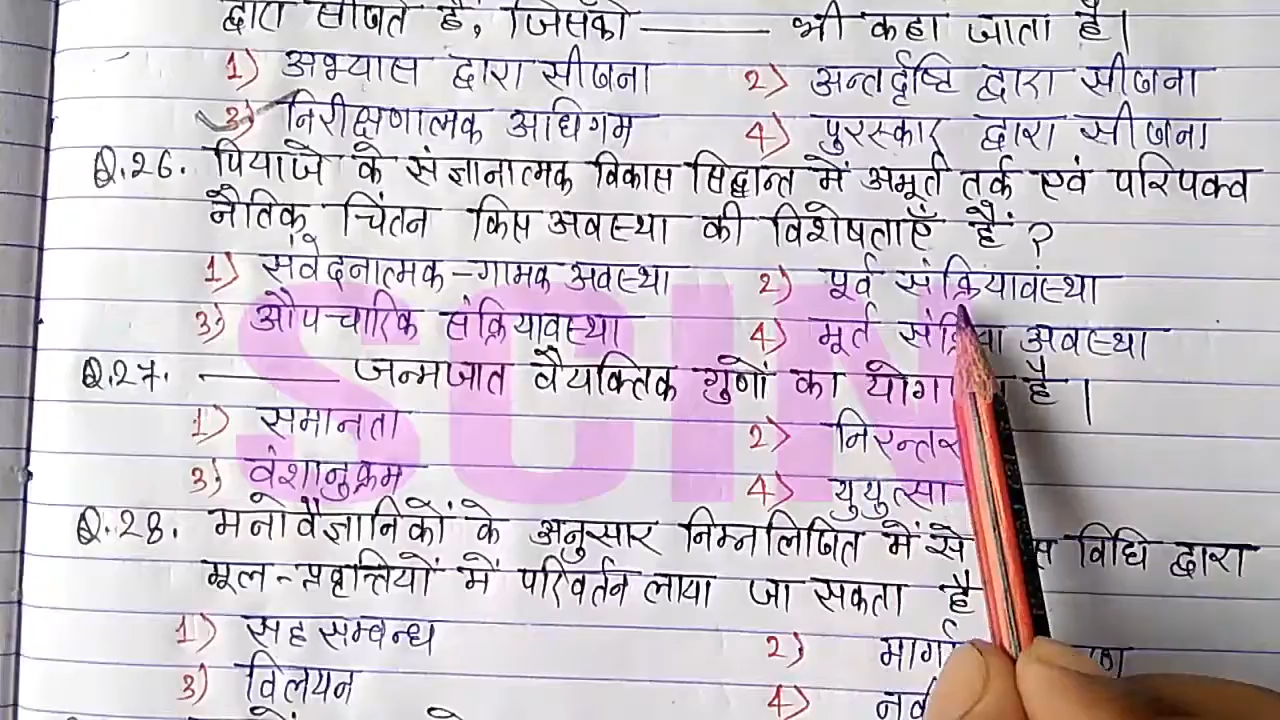 द्वारा सीखते है, जिसको ——— भी कहा जाता है।
1) अभ्यास द्वारा सीखना 2) अन्तर्दृष्टि द्वारा सीखना
3) निरीक्षणात्मक अधिगम 4) पुरस्कार द्वारा सीखना
Q.26. पियाजे के संज्ञानात्मक विकास सिद्धान्त में अमूर्त तर्क एवं परिपक्व
नैतिक चिंतन किस अवस्था की विशेषताएँ हैं ?
1) संवेदनात्मक-गामक अवस्था 2) पूर्व संक्रियावस्था
3) औपचारिक संक्रियावस्था 4) मूर्त संक्रिया अवस्था
Q.27. ——— जन्मजात वैयक्तिक गुणों का है।
1) समानता 2)
3) वंशानुक्रम 4) युयुत्सा
Q.28. मनोवैज्ञानिकों के अनुसार निम्नलिखित में से विधि द्वारा
मूल-प्रवृत्तियों में परिवर्तन लाया जा सकता है
1) सह सम्बन्ध 2)
3) विलयन 4)